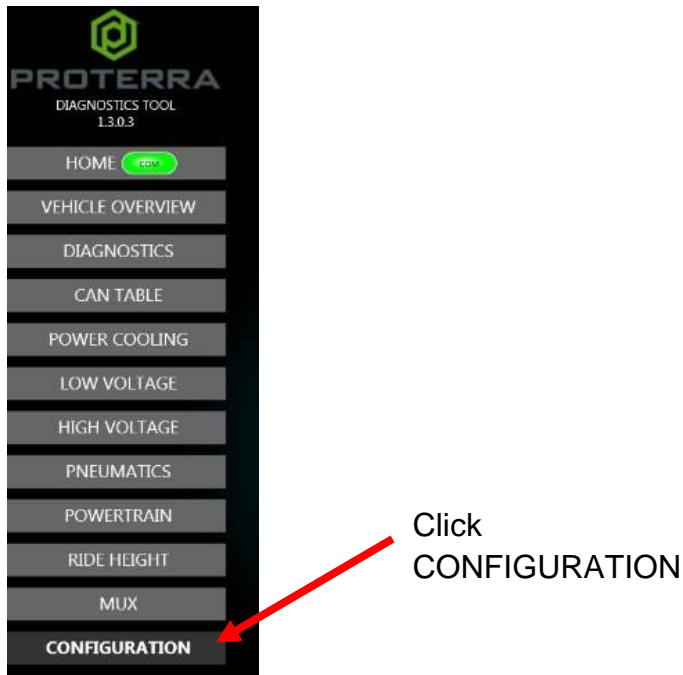 PROTERRA
DIAGNOSTICS TOOL
1.3.0.3
HOME COM
VEHICLE OVERVIEW
DIAGNOSTICS
CAN TABLE
POWER COOLING
LOW VOLTAGE
HIGH VOLTAGE
PNEUMATICS
POWERTRAIN
RIDE HEIGHT
MUX
CONFIGURATION
Click
CONFIGURATION